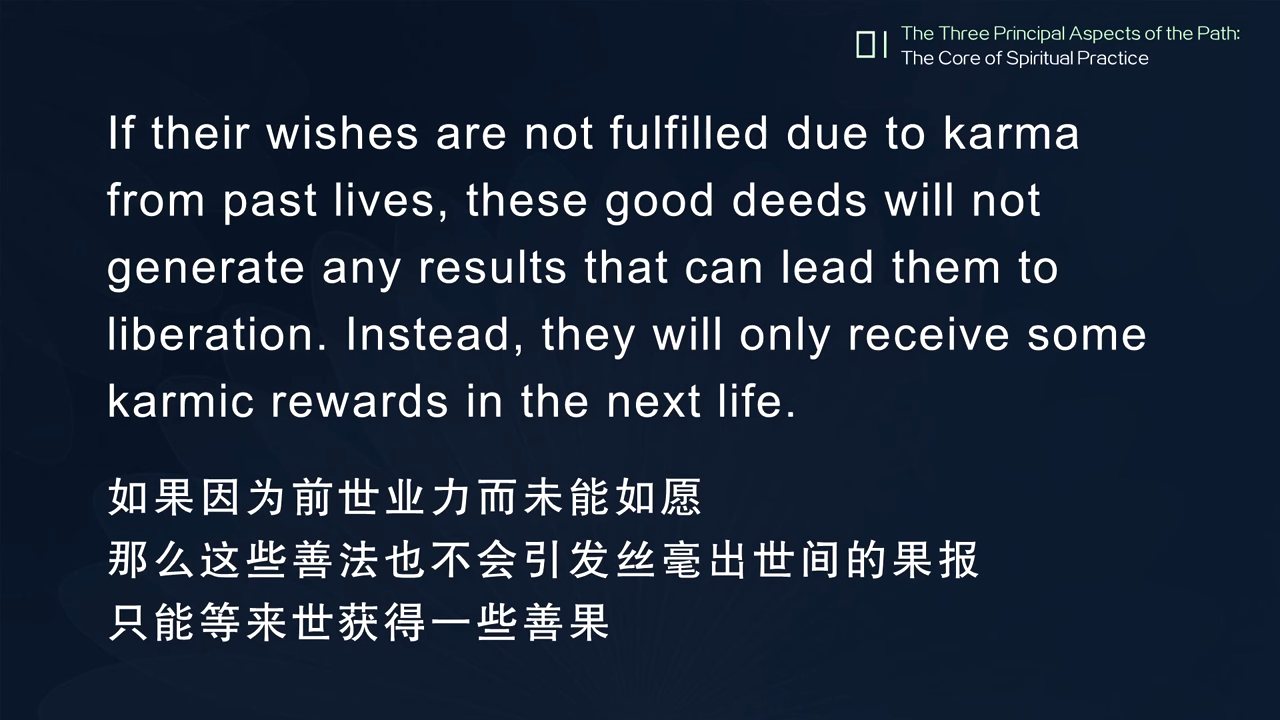 01
The Three Principal Aspects of the Path:
The Core of Spiritual Practice
If their wishes are not fulfilled due to karma
from past lives, these good deeds will not
generate any results that can lead them to
liberation. Instead, they will only receive some
karmic rewards in the next life.
如果因为前世业力而未能如愿
那么这些善法也不会引发丝毫出世间的果报
只能等来世获得一些善果